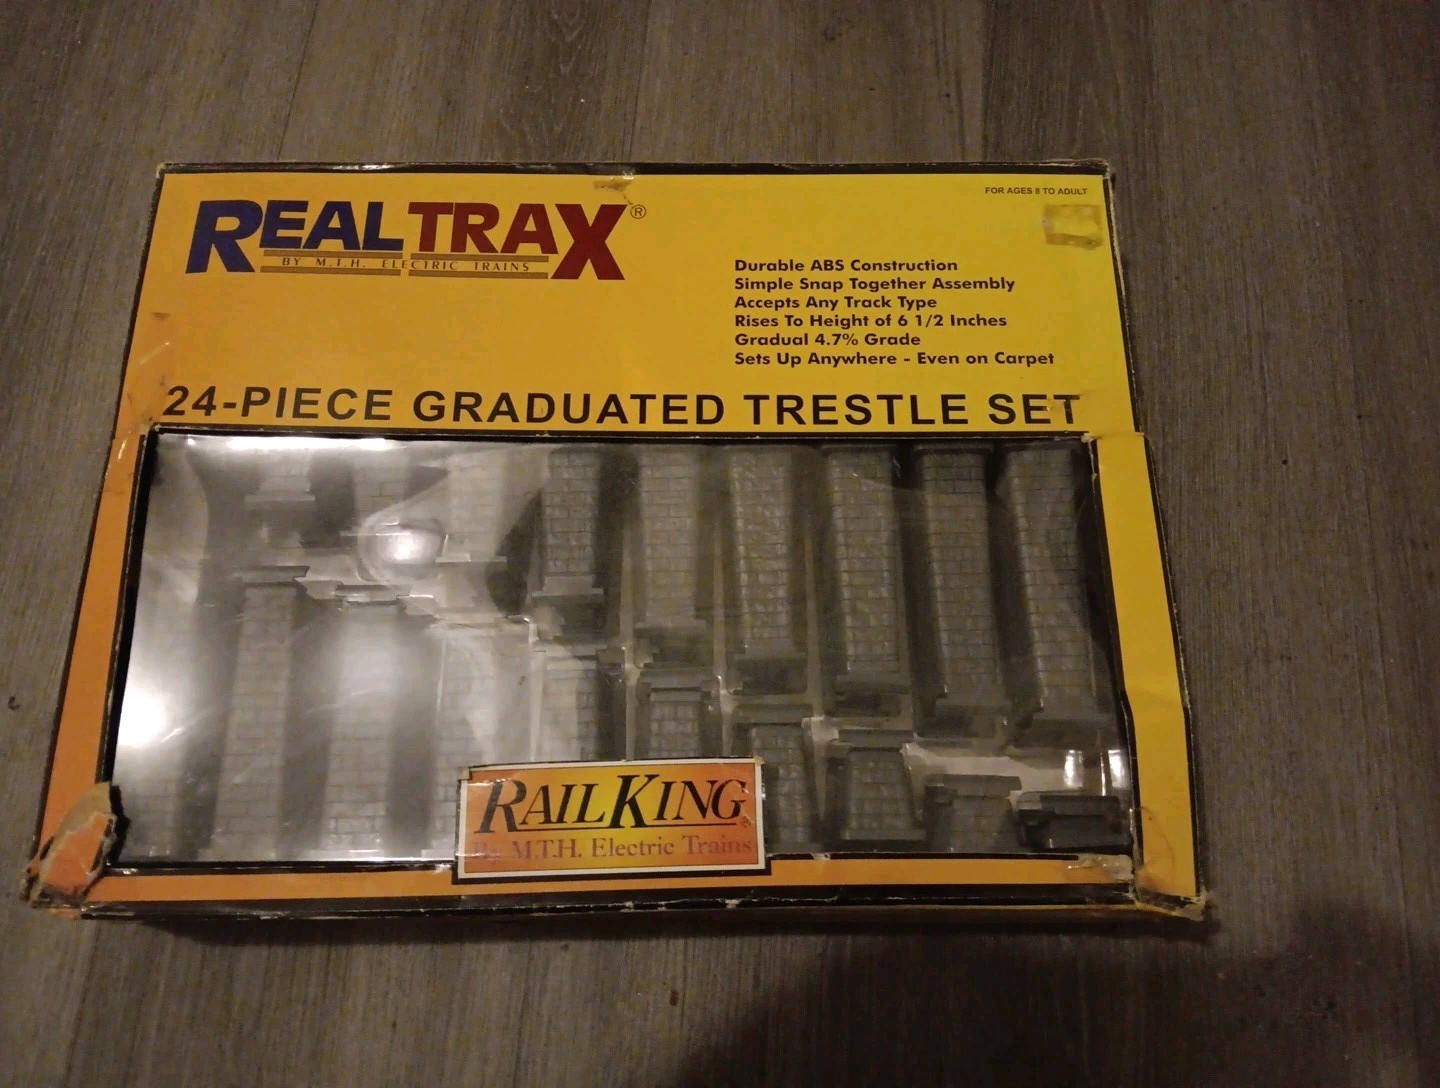 FOR AGES 8 TO ADULT
REALTRAX®
BY M.T.H. ELECTRIC TRAINS
Durable ABS Construction
Simple Snap Together Assembly
Accepts Any Track Type
Rises To Height of 6 1/2 Inches
Gradual 4.7% Grade
Sets Up Anywhere - Even on Carpet
24-PIECE GRADUATED TRESTLE SET
RAILKING®
By M.T.H. Electric Trains